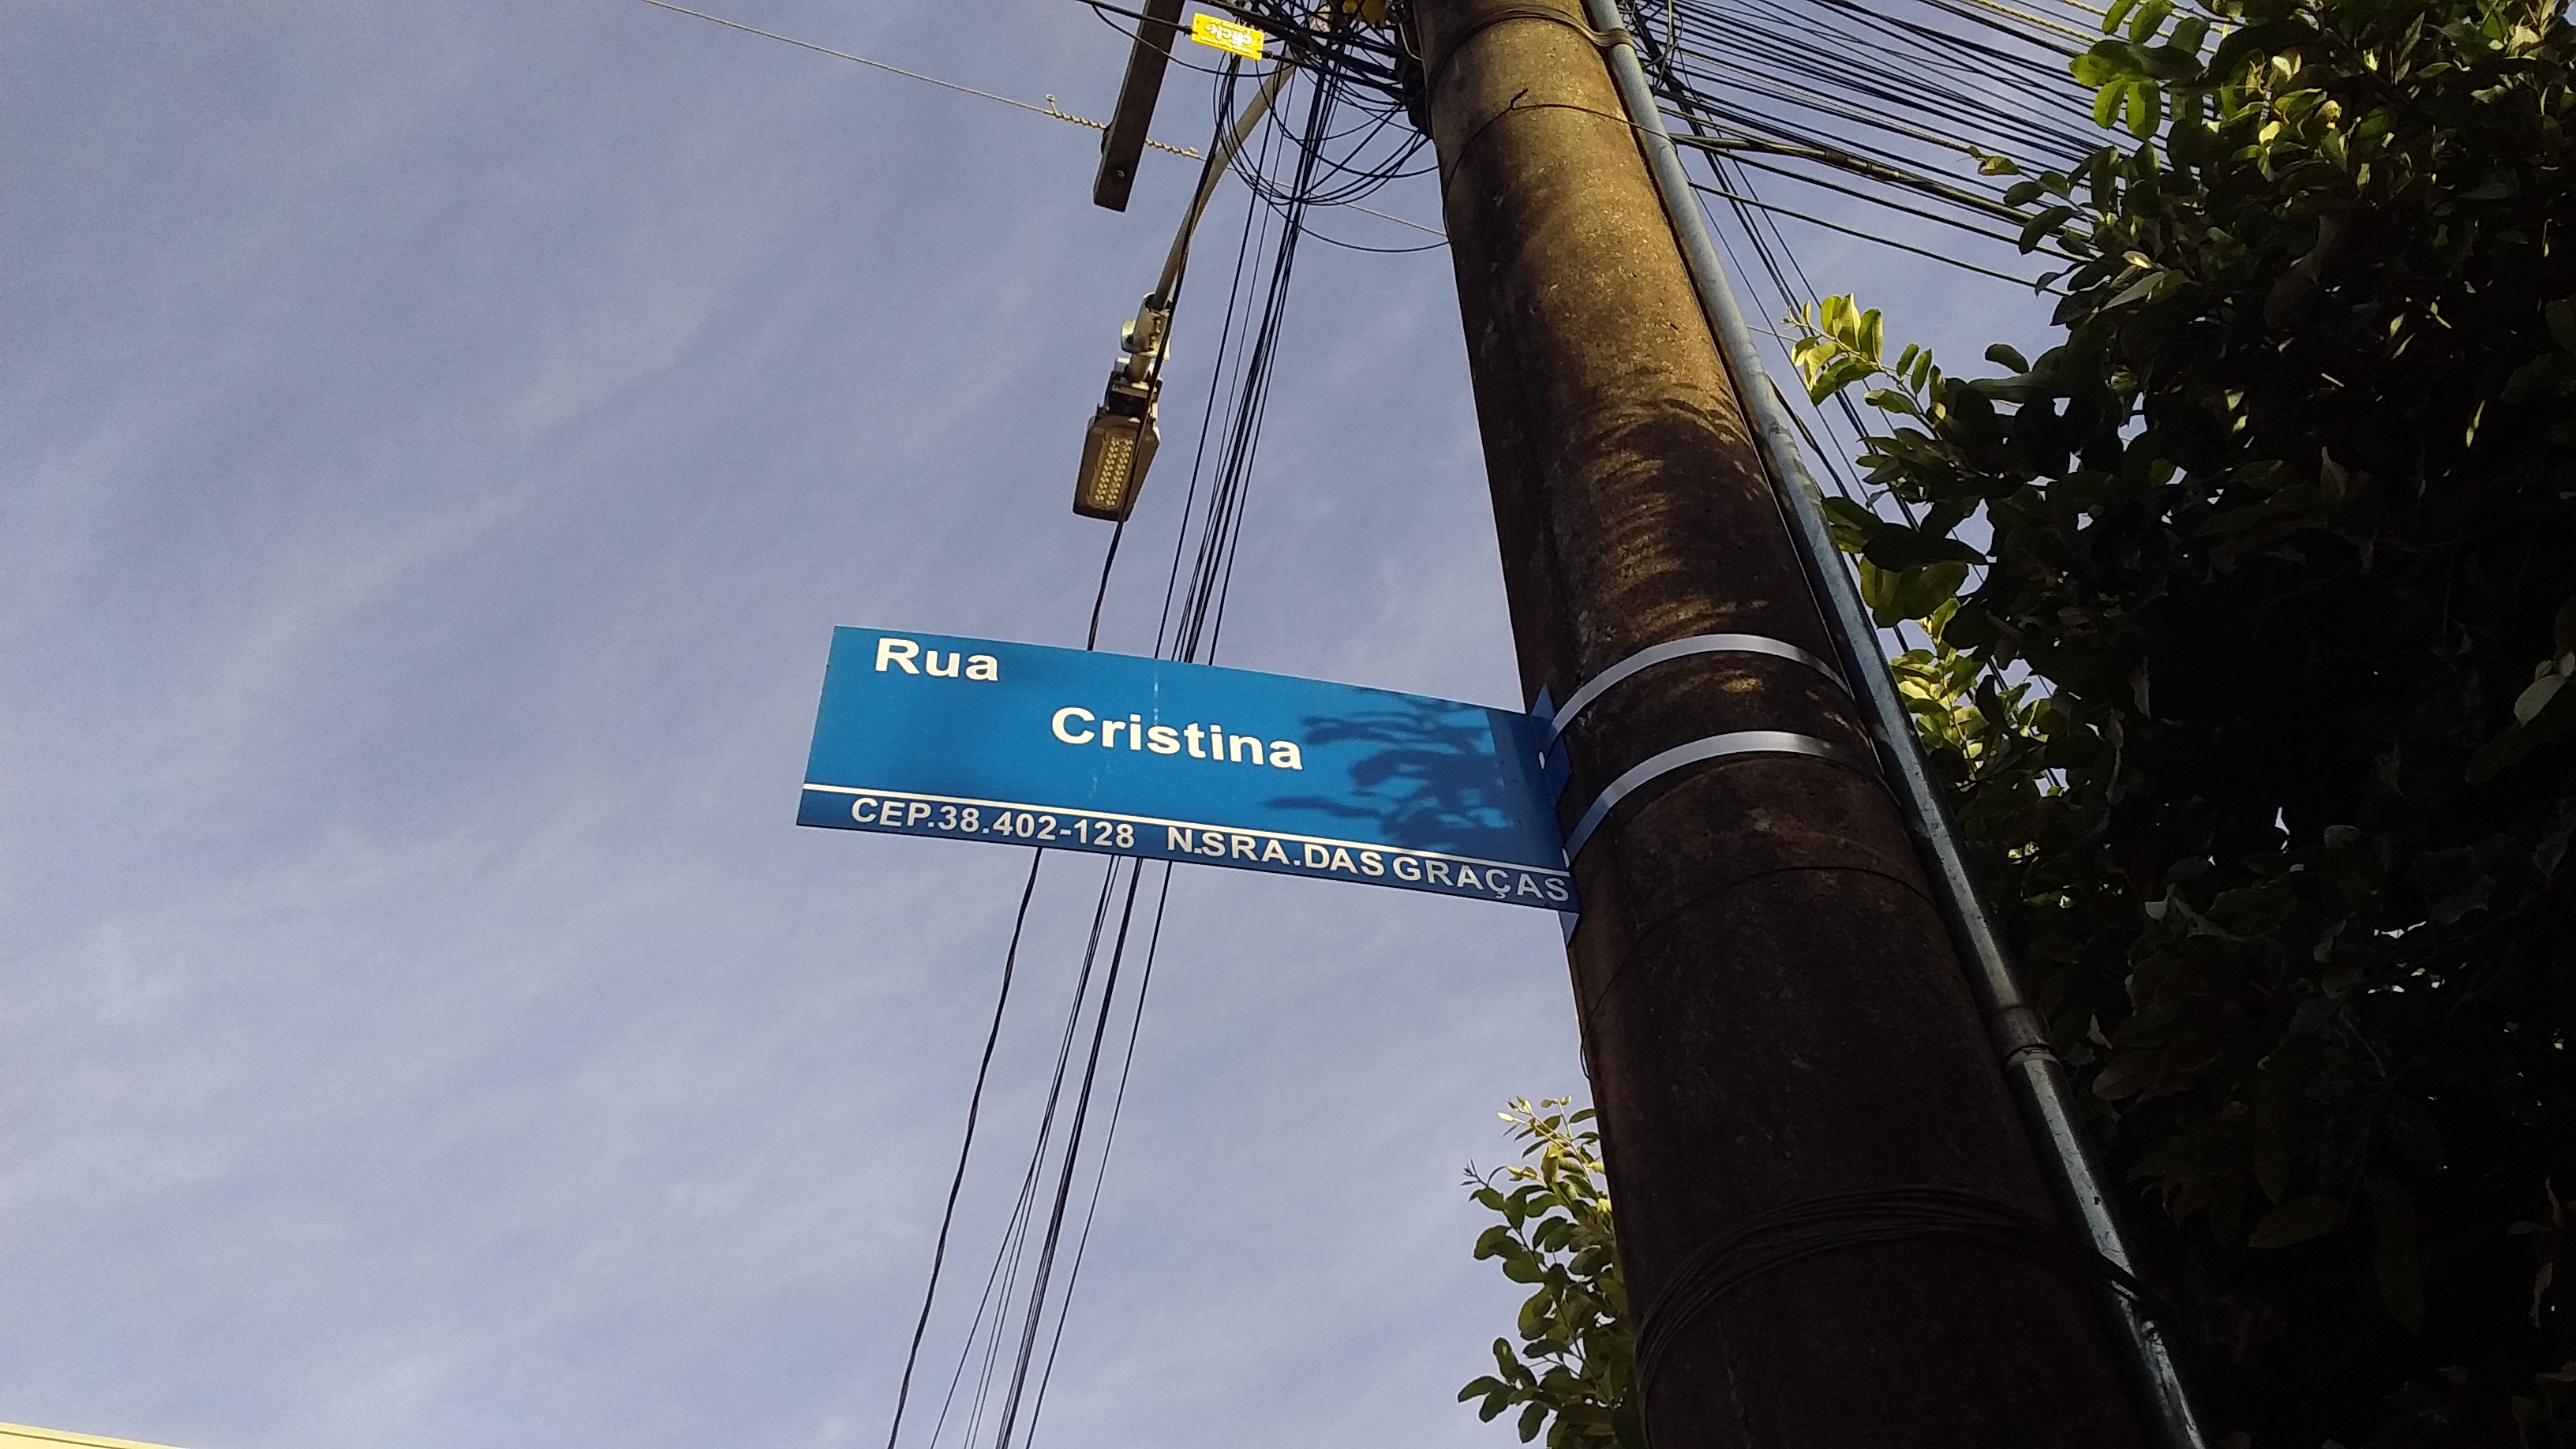 Rua
Cristina
CEP.38.402-128 N.SRA.DAS GRAÇAS